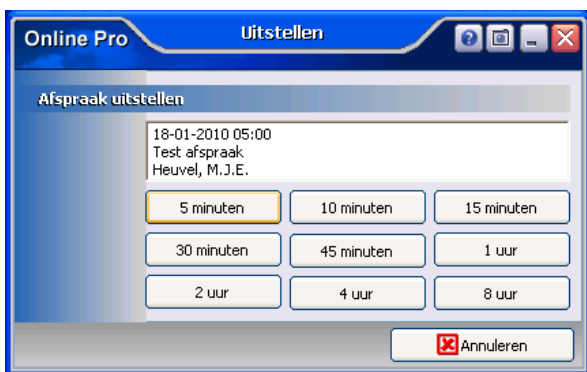 Online Pro
Uitstellen
Afspraak uitstellen
18-01-2010 05:00
Test afspraak
Heuvel, M.J.E.
5 minuten 10 minuten 15 minuten
30 minuten 45 minuten 1 uur
2 uur 4 uur 8 uur
Annuleren